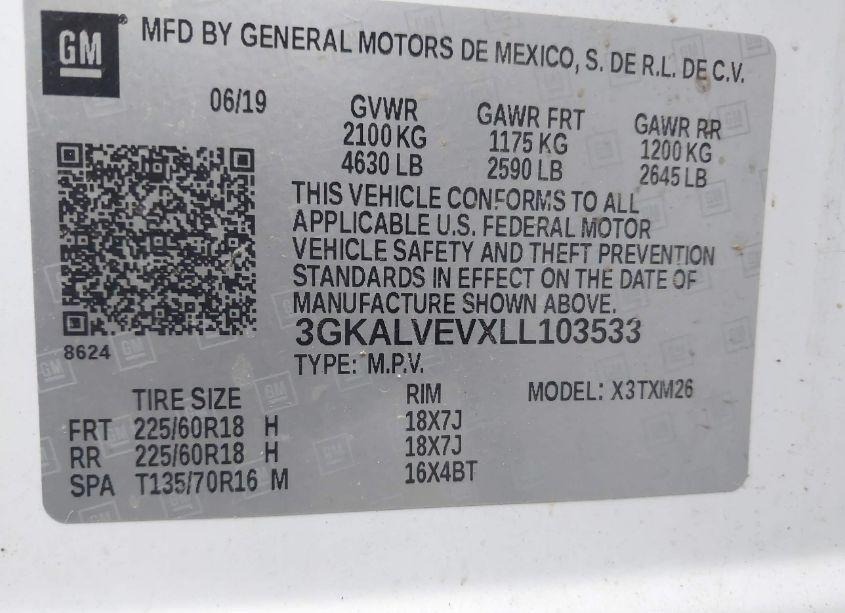 GM
MFD BY GENERAL MOTORS DE MEXICO, S. DE R.L. DE C.V.
06/19 GVWR GAWR FRT GAWR RR
2100 KG 1175 KG 1200 KG
4630 LB 2590 LB 2645 LB
THIS VEHICLE CONFORMS TO ALL
APPLICABLE U.S. FEDERAL MOTOR
VEHICLE SAFETY AND THEFT PREVENTION
STANDARDS IN EFFECT ON THE DATE OF
MANUFACTURE SHOWN ABOVE.
3GKALVEVXLL103533
8624
TYPE: M.P.V.
TIRE SIZE RIM MODEL: X3TXM26
FRT 225/60R18 H 18X7J
RR 225/60R18 H 18X7J
SPA T135/70R16 M 16X4BT